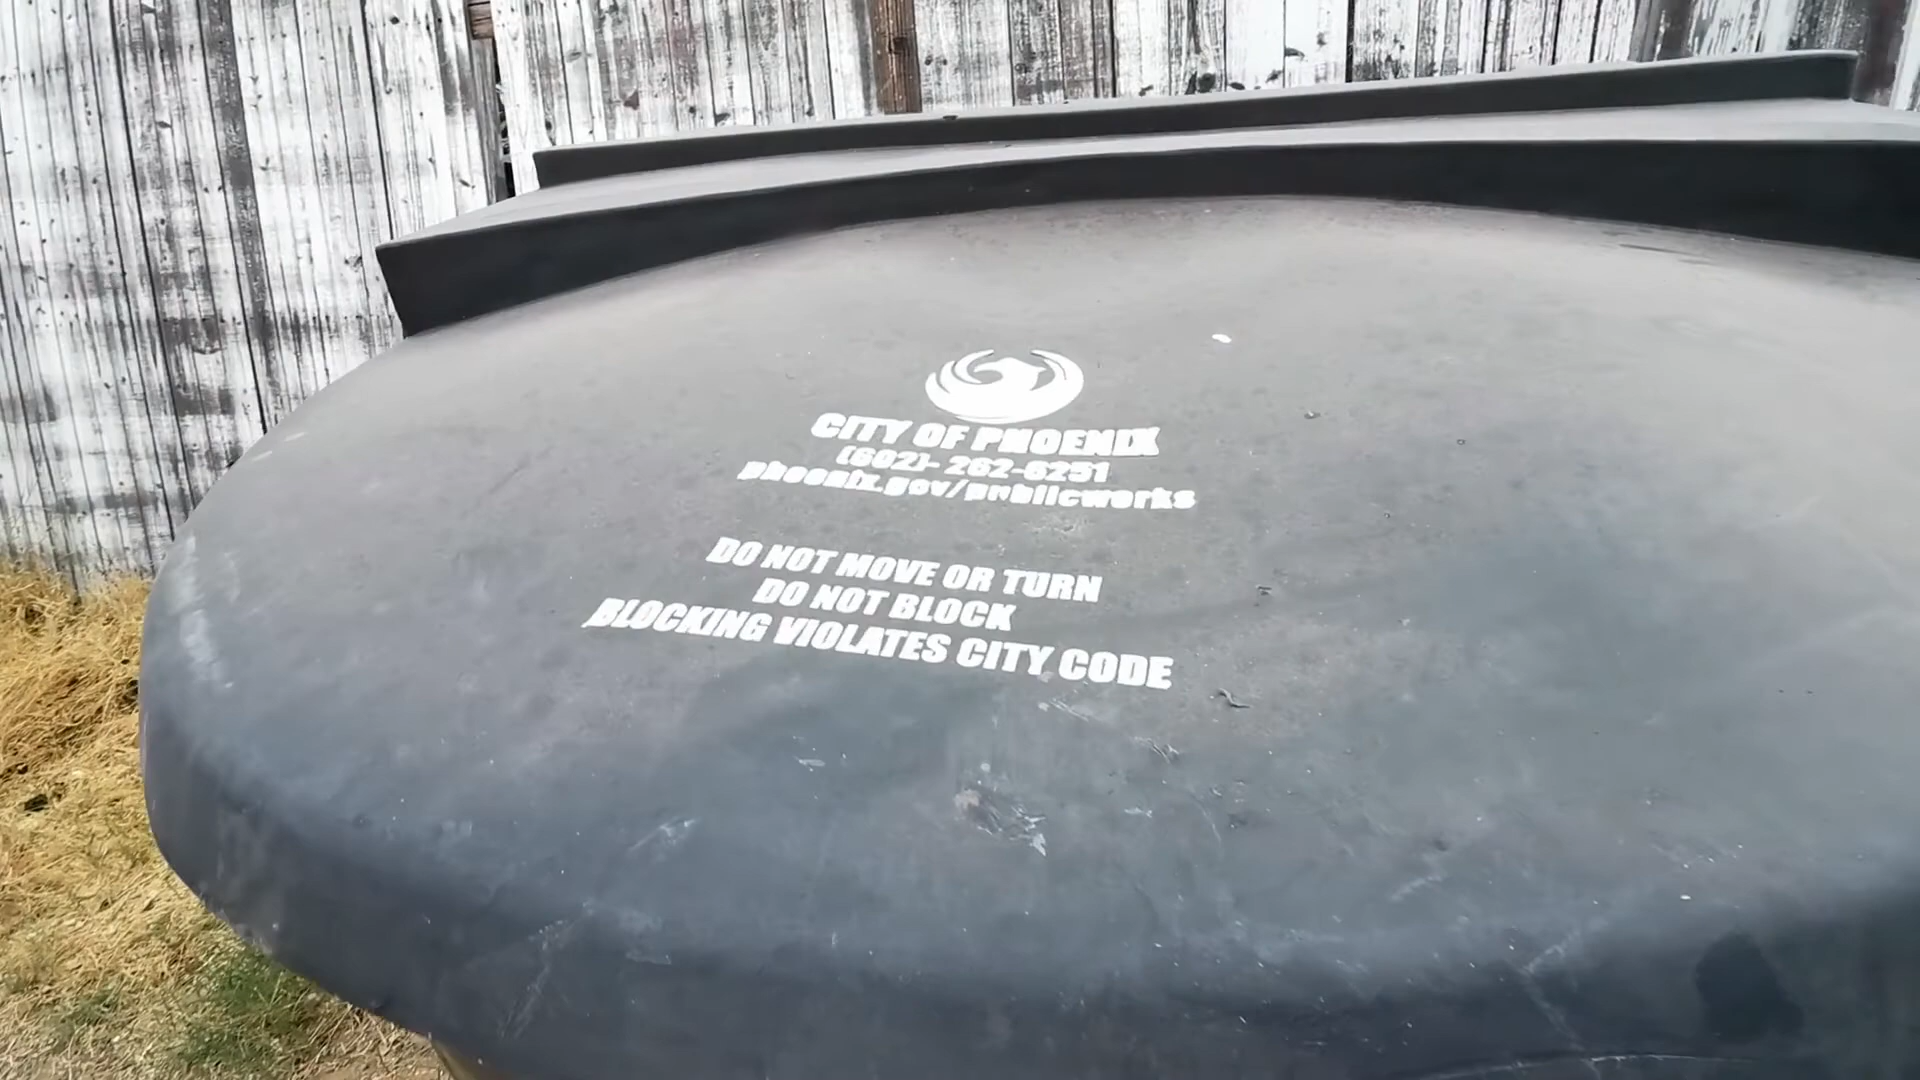 CITY OF PHOENIX
(602)- 262-6251
phoenix.gov/publicworks
DO NOT MOVE OR TURN
DO NOT BLOCK
BLOCKING VIOLATES CITY CODE